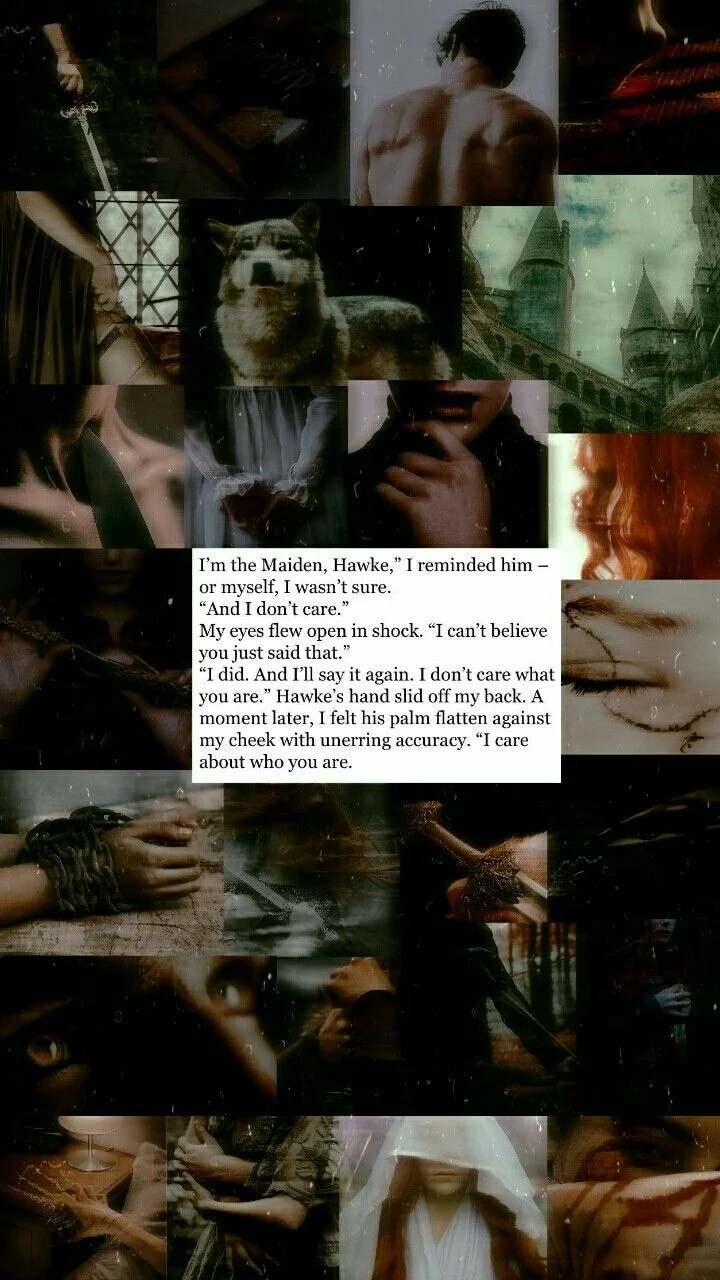 I’m the Maiden, Hawke,” I reminded him –
or myself, I wasn’t sure.
“And I don’t care.”
My eyes flew open in shock. “I can’t believe
you just said that.”
“I did. And I’ll say it again. I don’t care what
you are.” Hawke’s hand slid off my back. A
moment later, I felt his palm flatten against
my cheek with unerring accuracy. “I care
about who you are.